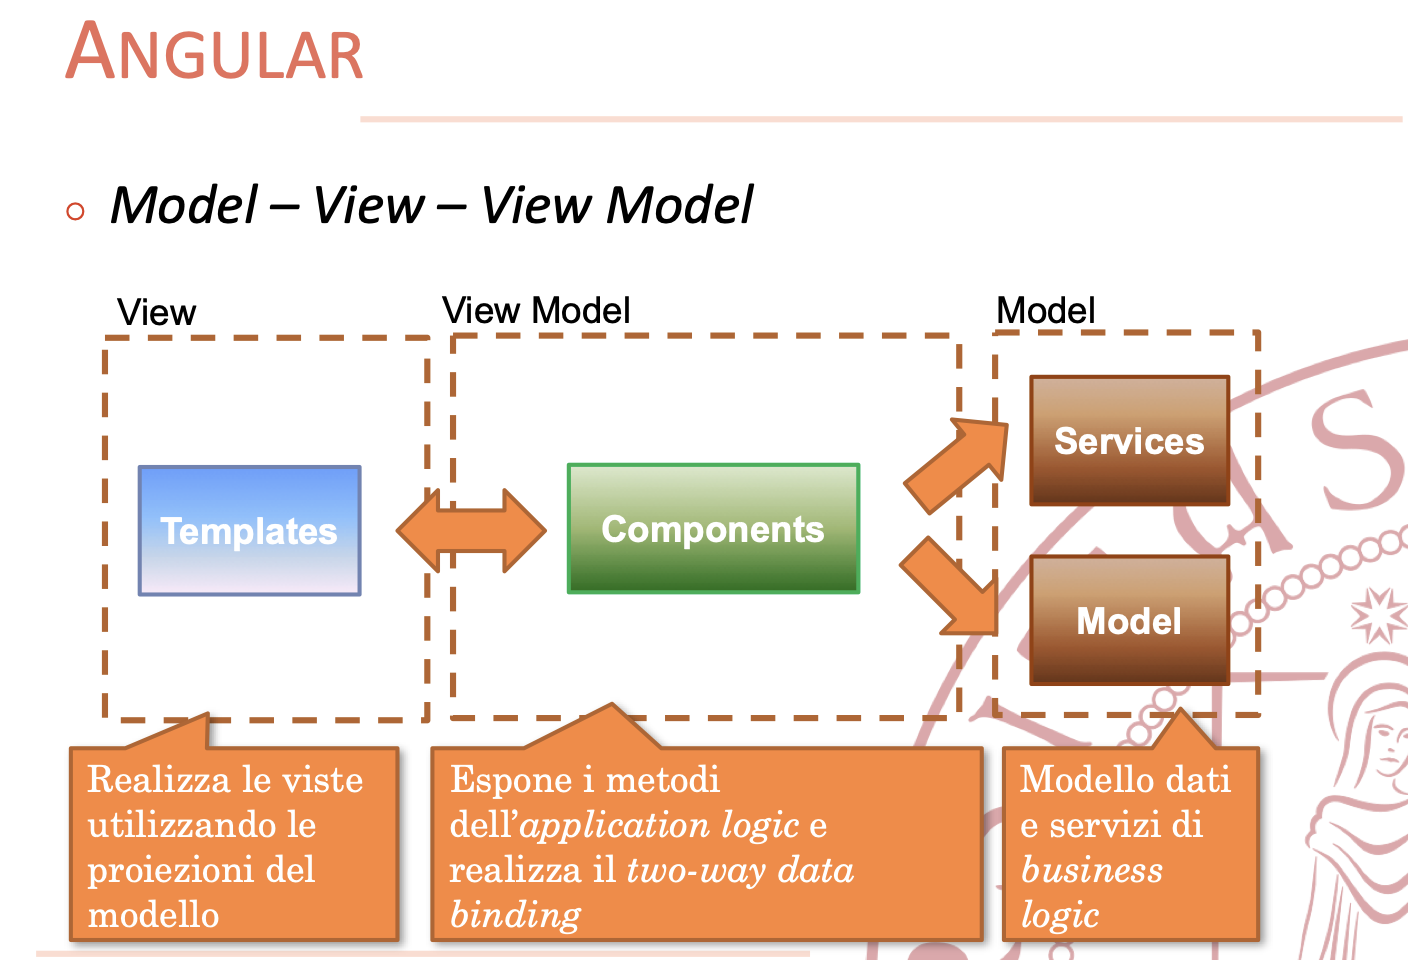 ANGULAR
Model – View – View Model
View
View Model
Model
Templates
Components
Services
Model
Realizza le viste
utilizzando le
proiezioni del
modello
Espone i metodi
dell’application logic e
realizza il two-way data
binding
Modello dati
e servizi di
business
logic